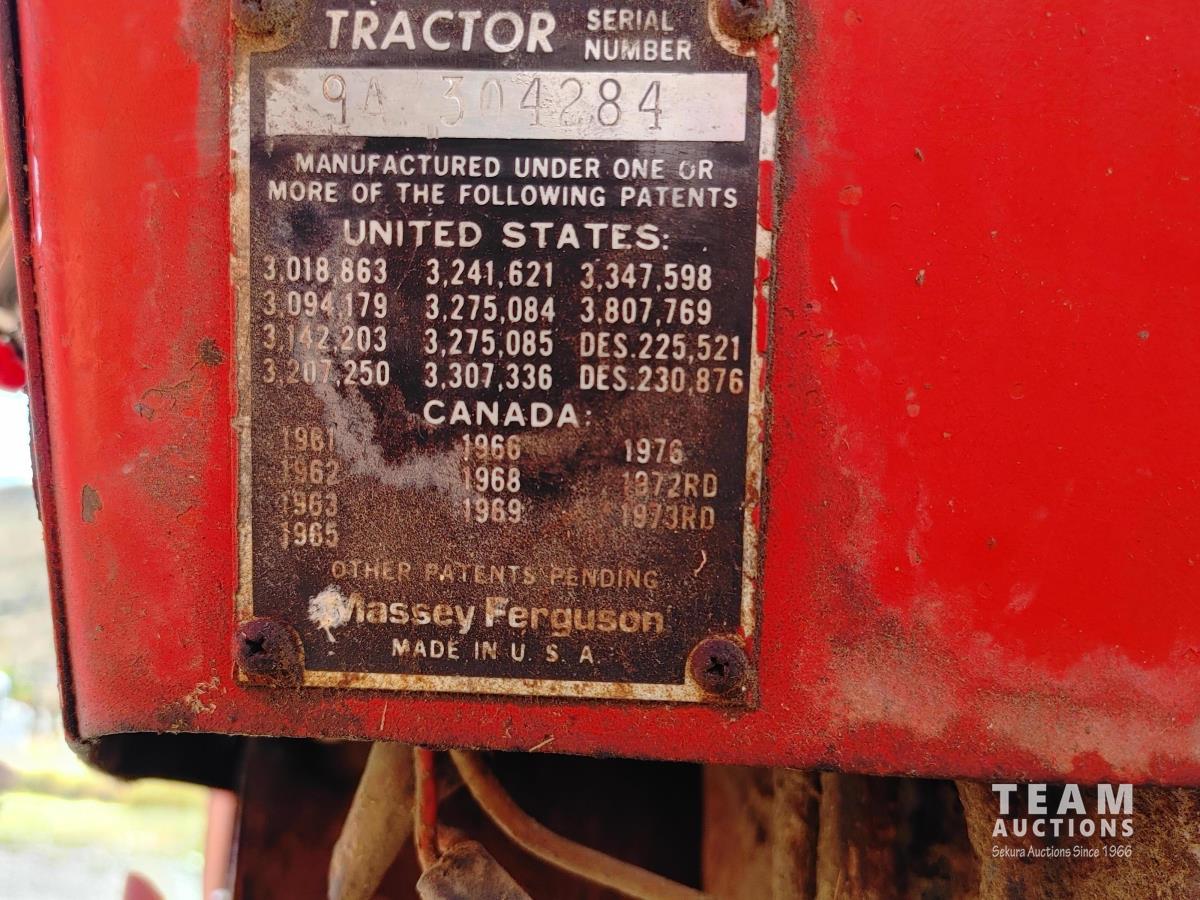 TRACTOR SERIAL NUMBER
9A 304284
MANUFACTURED UNDER ONE OR
MORE OF THE FOLLOWING PATENTS
UNITED STATES:
3,018,863 3,241,621 3,347,598
3,094,179 3,275,084 3,807,769
3,142,203 3,275,085 DES.225,521
3,207,250 3,307,336 DES.230,876
CANADA:
1961 1966 1976
1962 1968 1972RD
1963 1969 1973RD
1965
OTHER PATENTS PENDING
Massey Ferguson
MADE IN U. S. A.
TEAM
AUCTIONS
Sekura Auctions Since 1966